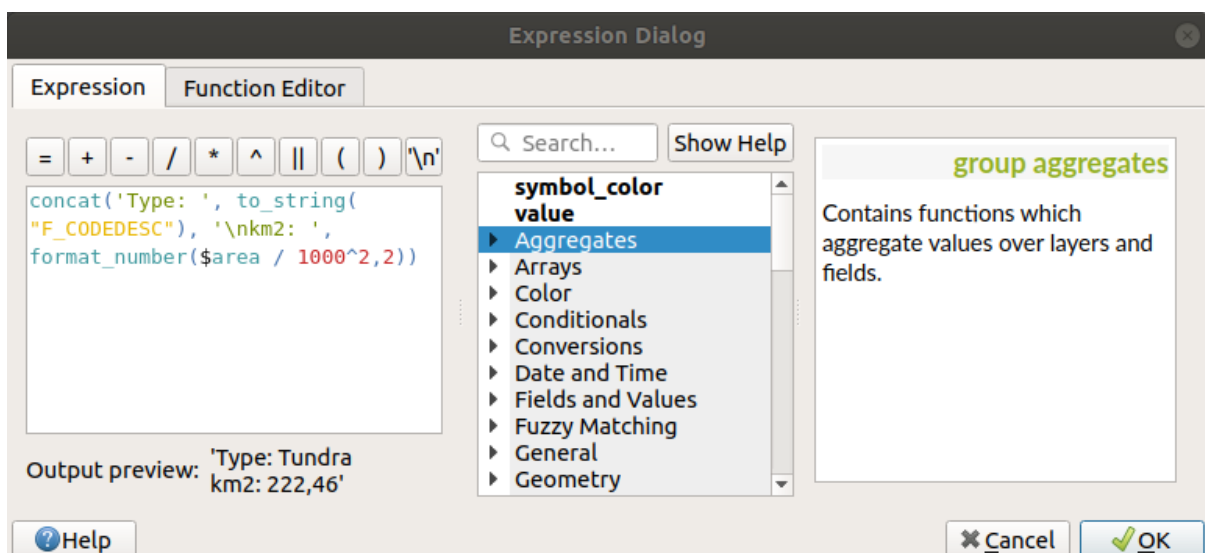 Expression Dialog
Expression
Function Editor
= + - / * ^ || ( ) '\n'
concat('Type: ', to_string(
"F_CODEDESC"), '\nkm2: ',
format_number($area / 1000^2,2))
Output preview: 'Type: Tundra
km2: 222,46'
Search...
Show Help
symbol_color
value
Aggregates
Arrays
Color
Conditionals
Conversions
Date and Time
Fields and Values
Fuzzy Matching
General
Geometry
group aggregates
Contains functions which
aggregate values over layers and
fields.
Help
Cancel
OK